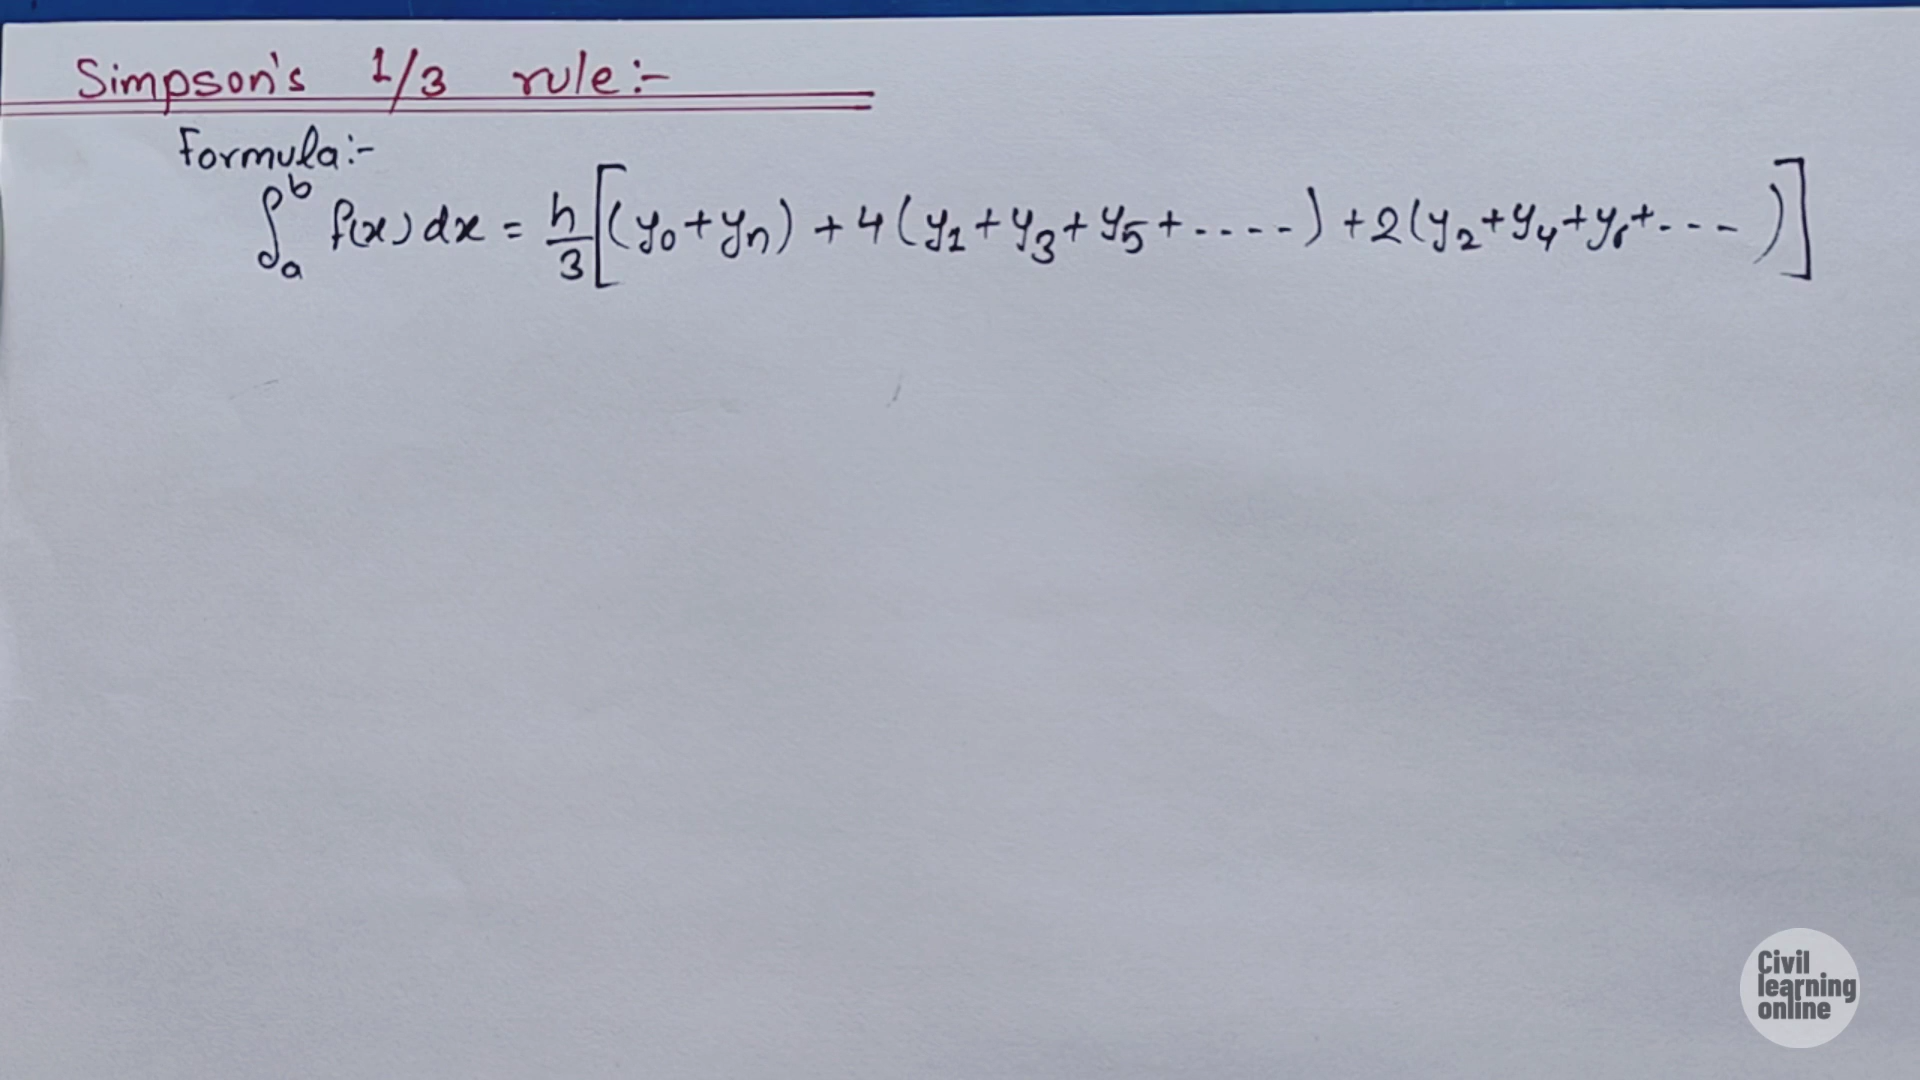 Simpson's 1/3 rule:-
Formula:-
∫ₐᵇ f(x) dx = h/3 [(y₀+yₙ) +4(y₁+y₃+y₅+.....) +2(y₂+y₄+y₆+....)]
Civil
learning
online